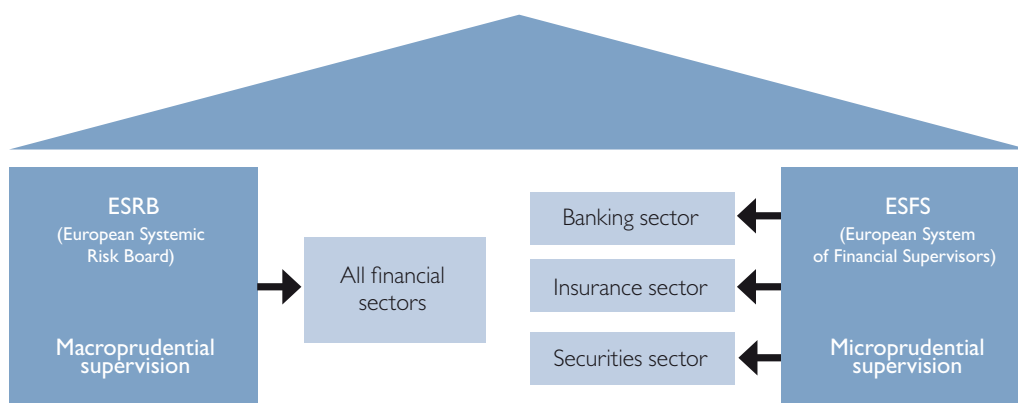 ESRB
(European Systemic
Risk Board)
Macroprudential
supervision
All financial
sectors
Banking sector
Insurance sector
Securities sector
ESFS
(European System
of Financial Supervisors)
Microprudential
supervision